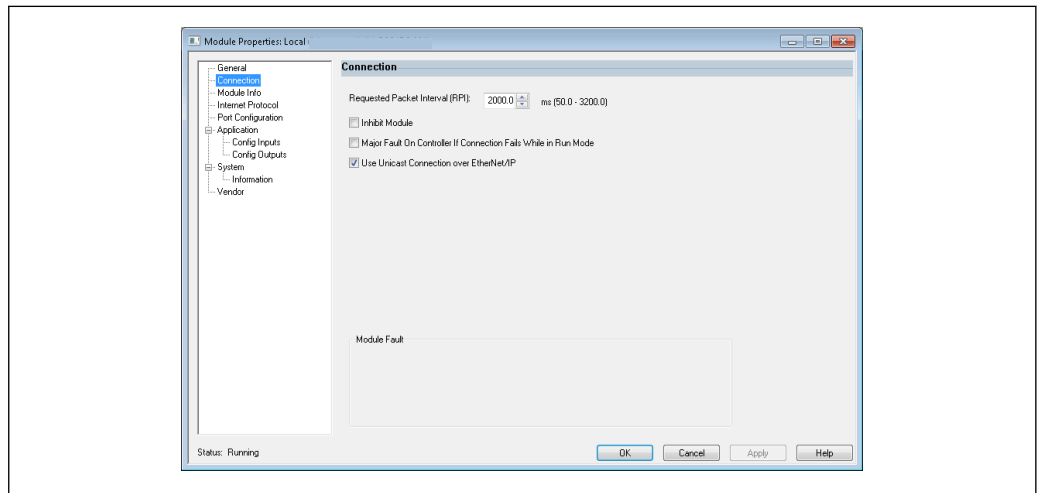 Module Properties: Local
General
Connection
Module Info
Internet Protocol
Port Configuration
Application
Config Inputs
Config Outputs
System
Information
Vendor
Connection
Requested Packet Interval (RPI): 2000.0 ms (50.0 - 3200.0)
Inhibit Module
Major Fault On Controller If Connection Fails While in Run Mode
Use Unicast Connection over EtherNet/IP
Module Fault
Status: Running
OK Cancel Apply Help